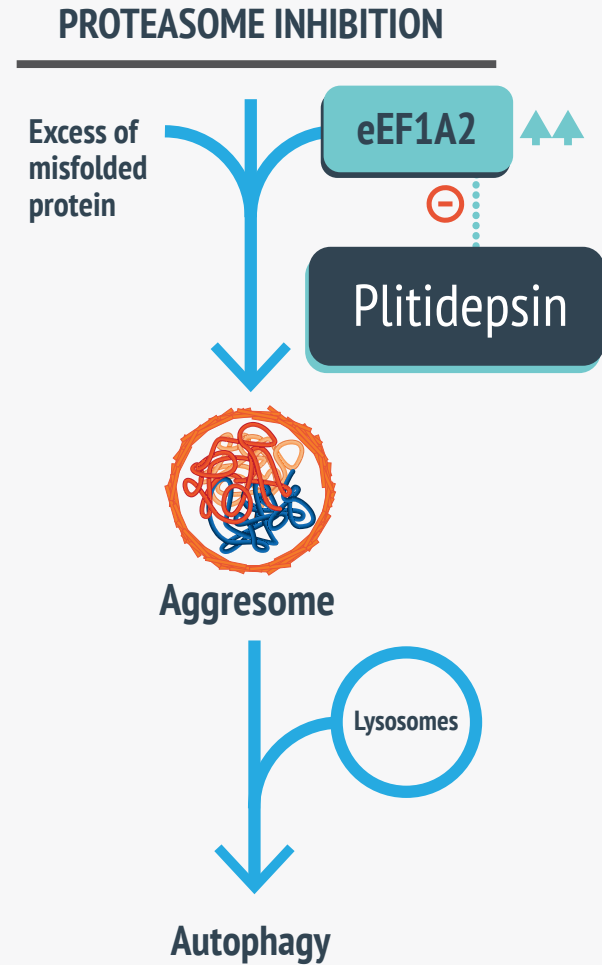 PROTEASOME INHIBITION
Excess of
misfolded
protein
eEF1A2
Plitidepsin
Aggresome
Lysosomes
Autophagy